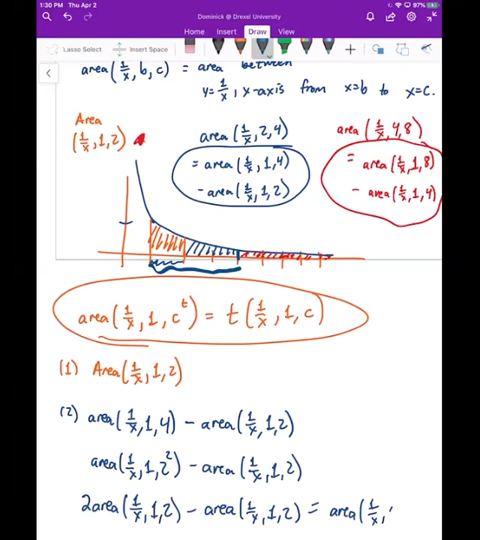 1:30 PM Thu Apr 2
97%
Dominick @ Drexel University
Home Insert Draw View
Lasso Select Insert Space
area(1/x, b, c) = area between
y=1/x, x-axis from x=b to x=c.
Area
(1/x, 1, 2)
area(1/x, 2, 4)
= area(1/x, 1, 4)
- area(1/x, 1, 2)
area(1/x, 4, 8)
= area(1/x, 1, 8)
- area(1/x, 1, 4)
area(1/x, 1, c^t) = t(1/x, 1, c)
(1) Area(1/x, 1, 2)
(2) area(1/x, 1, 4) - area(1/x, 1, 2)
area(1/x, 1, 2^2) - area(1/x, 1, 2)
2area(1/x, 1, 2) - area(1/x, 1, 2) = area(1/x,